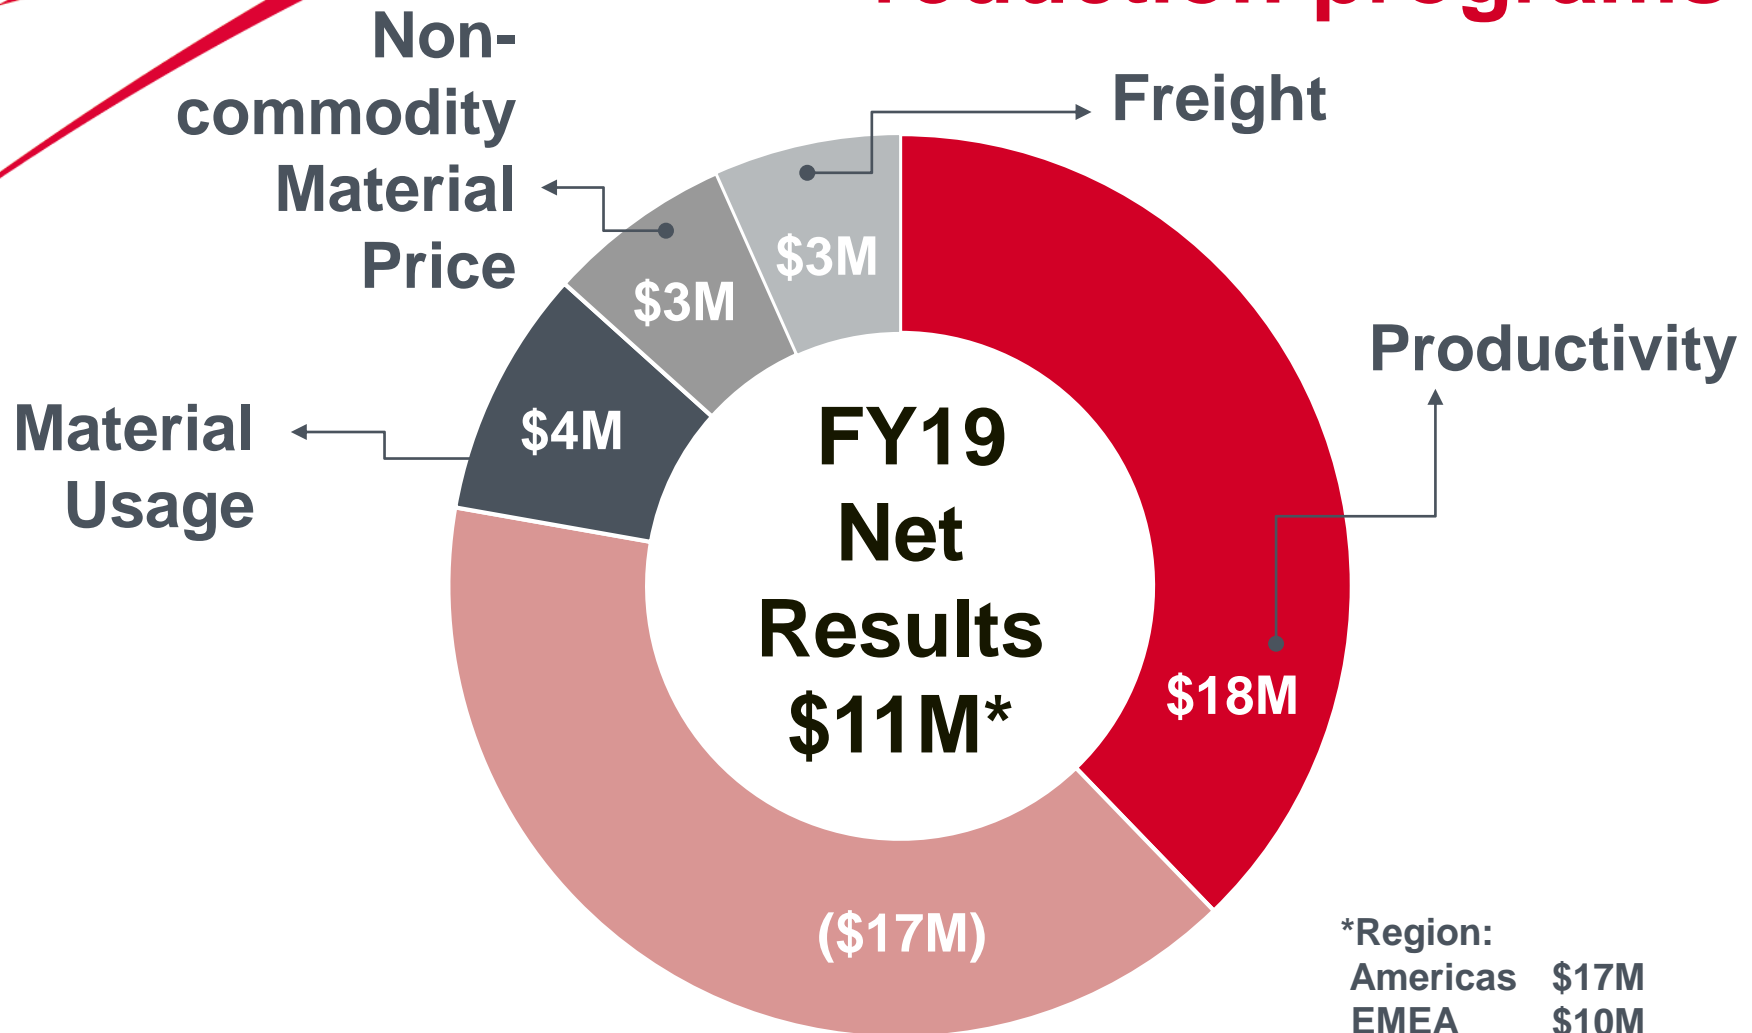 Non-
commodity
Material
Price
Freight
$3M
$3M
Productivity
Material
Usage
$4M
FY19
Net
Results
$11M*
$18M
($17M)
*Region:
Americas $17M
EMEA $10M
programs